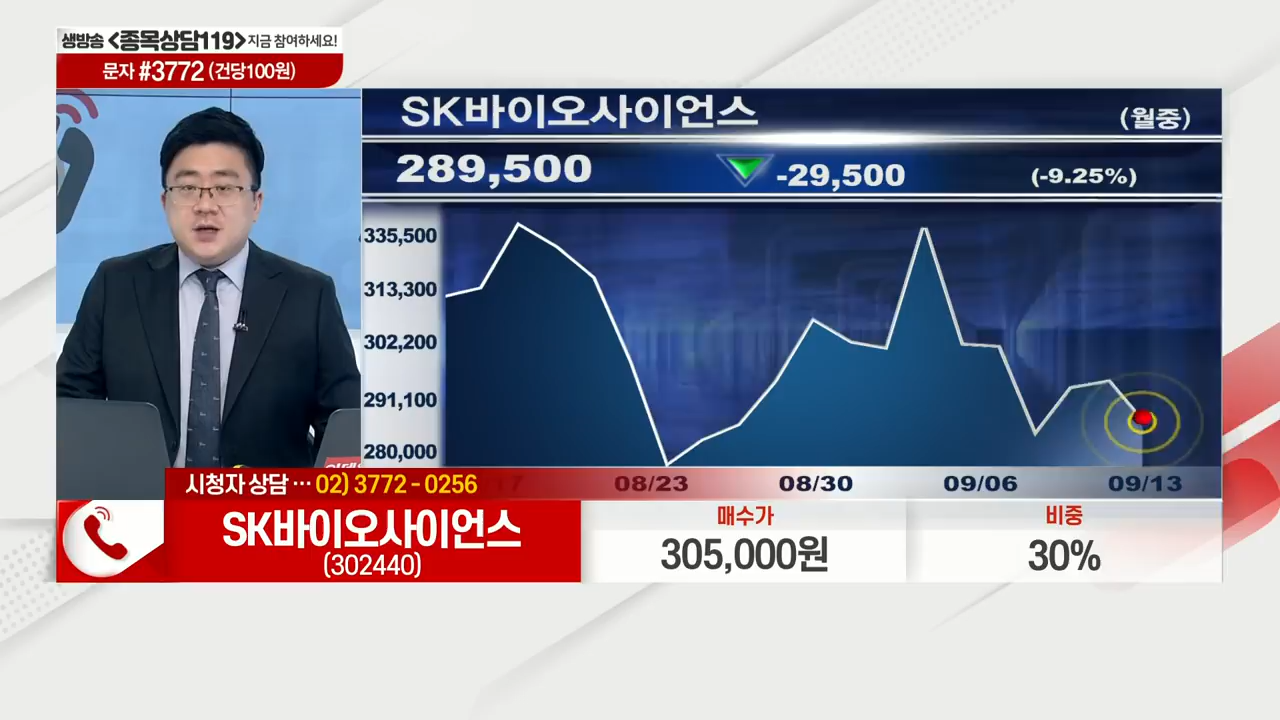 생방송 <종목상담119> 지금 참여하세요!
문자 #3772 (건당100원)
SK바이오사이언스 (월중)
289,500 ▼ -29,500 (-9.25%)
335,500
313,300
302,200
291,100
280,000
17 08/23 08/30 09/06 09/13
시청자 상담 … 02) 3772 - 0256
SK바이오사이언스
(302440)
매수가
305,000원
비중
30%